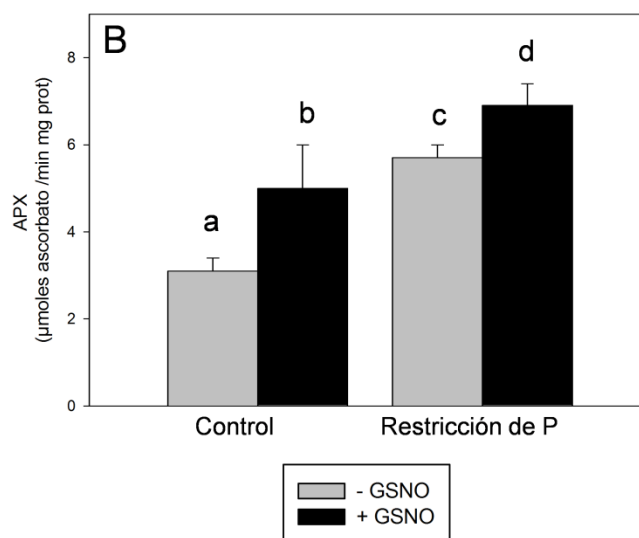 B
APX
(μmoles ascorbato /min mg prot)
8
6
4
2
0
a
b
c
d
Control
Restricción de P
- GSNO
+ GSNO